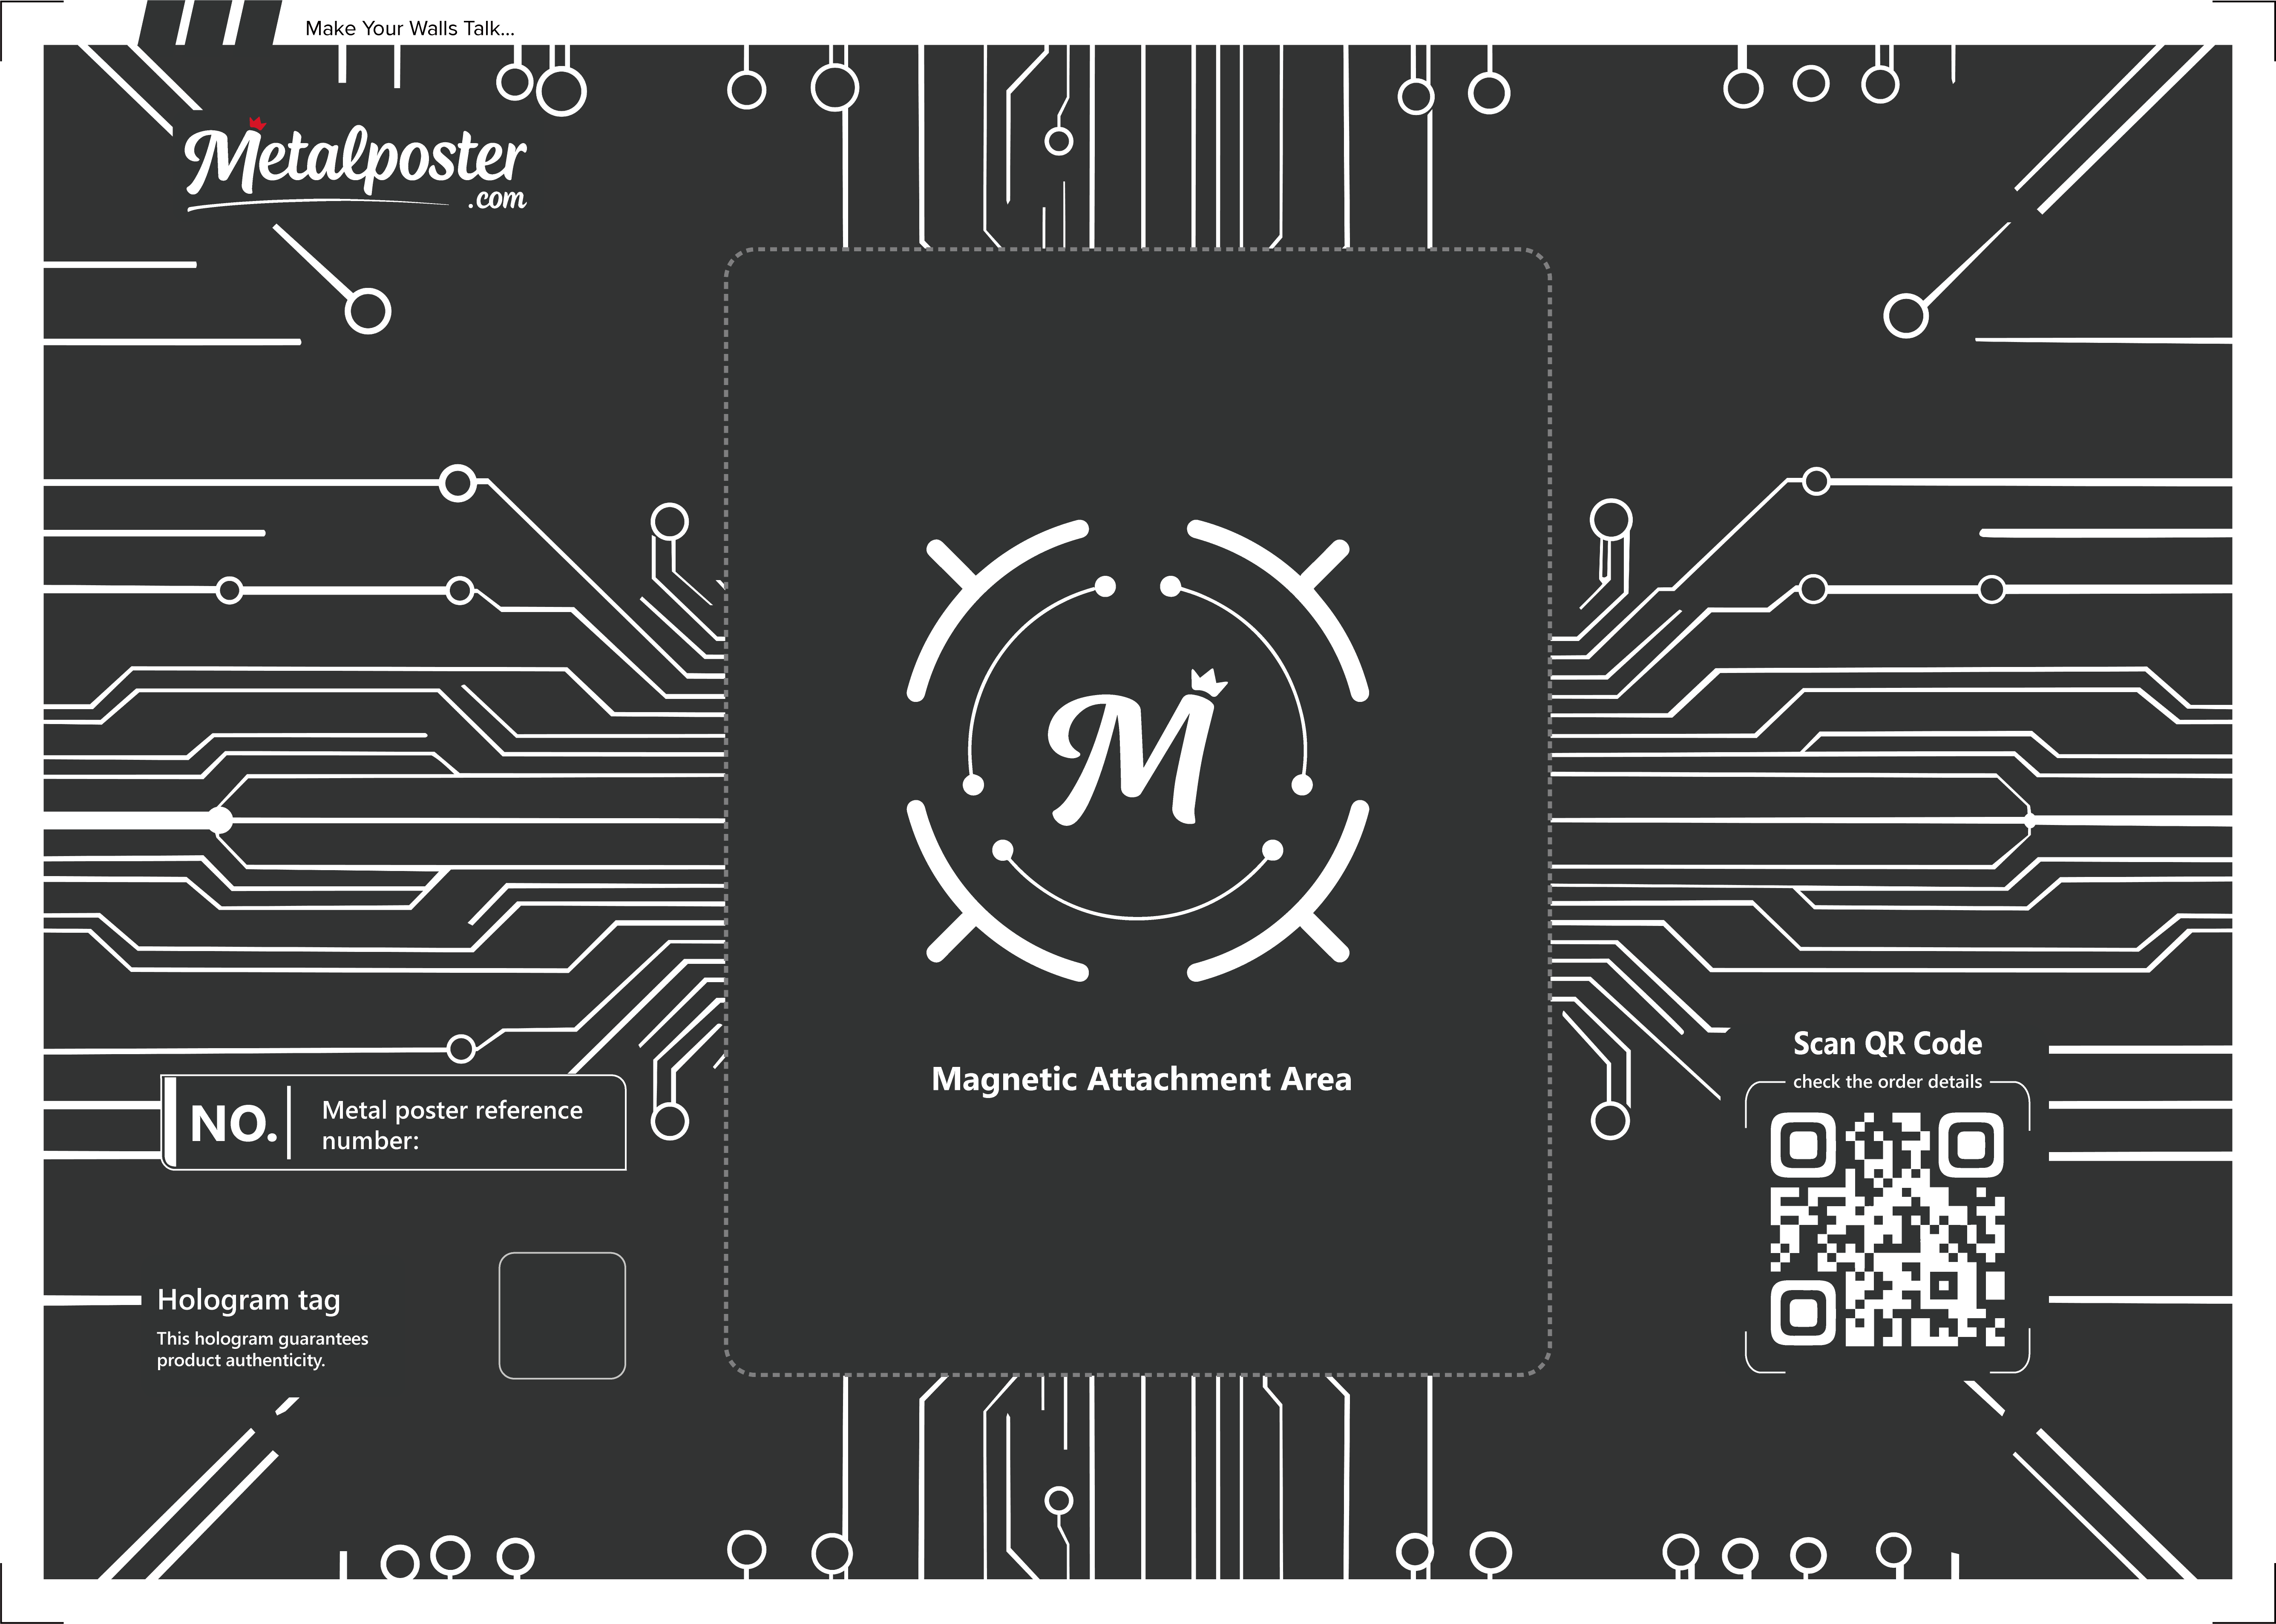 Make Your Walls Talk...
Metalposter
.com
M
Magnetic Attachment Area
NO.
Metal poster reference
number:
Hologram tag
This hologram guarantees
product authenticity.
Scan QR Code
check the order details